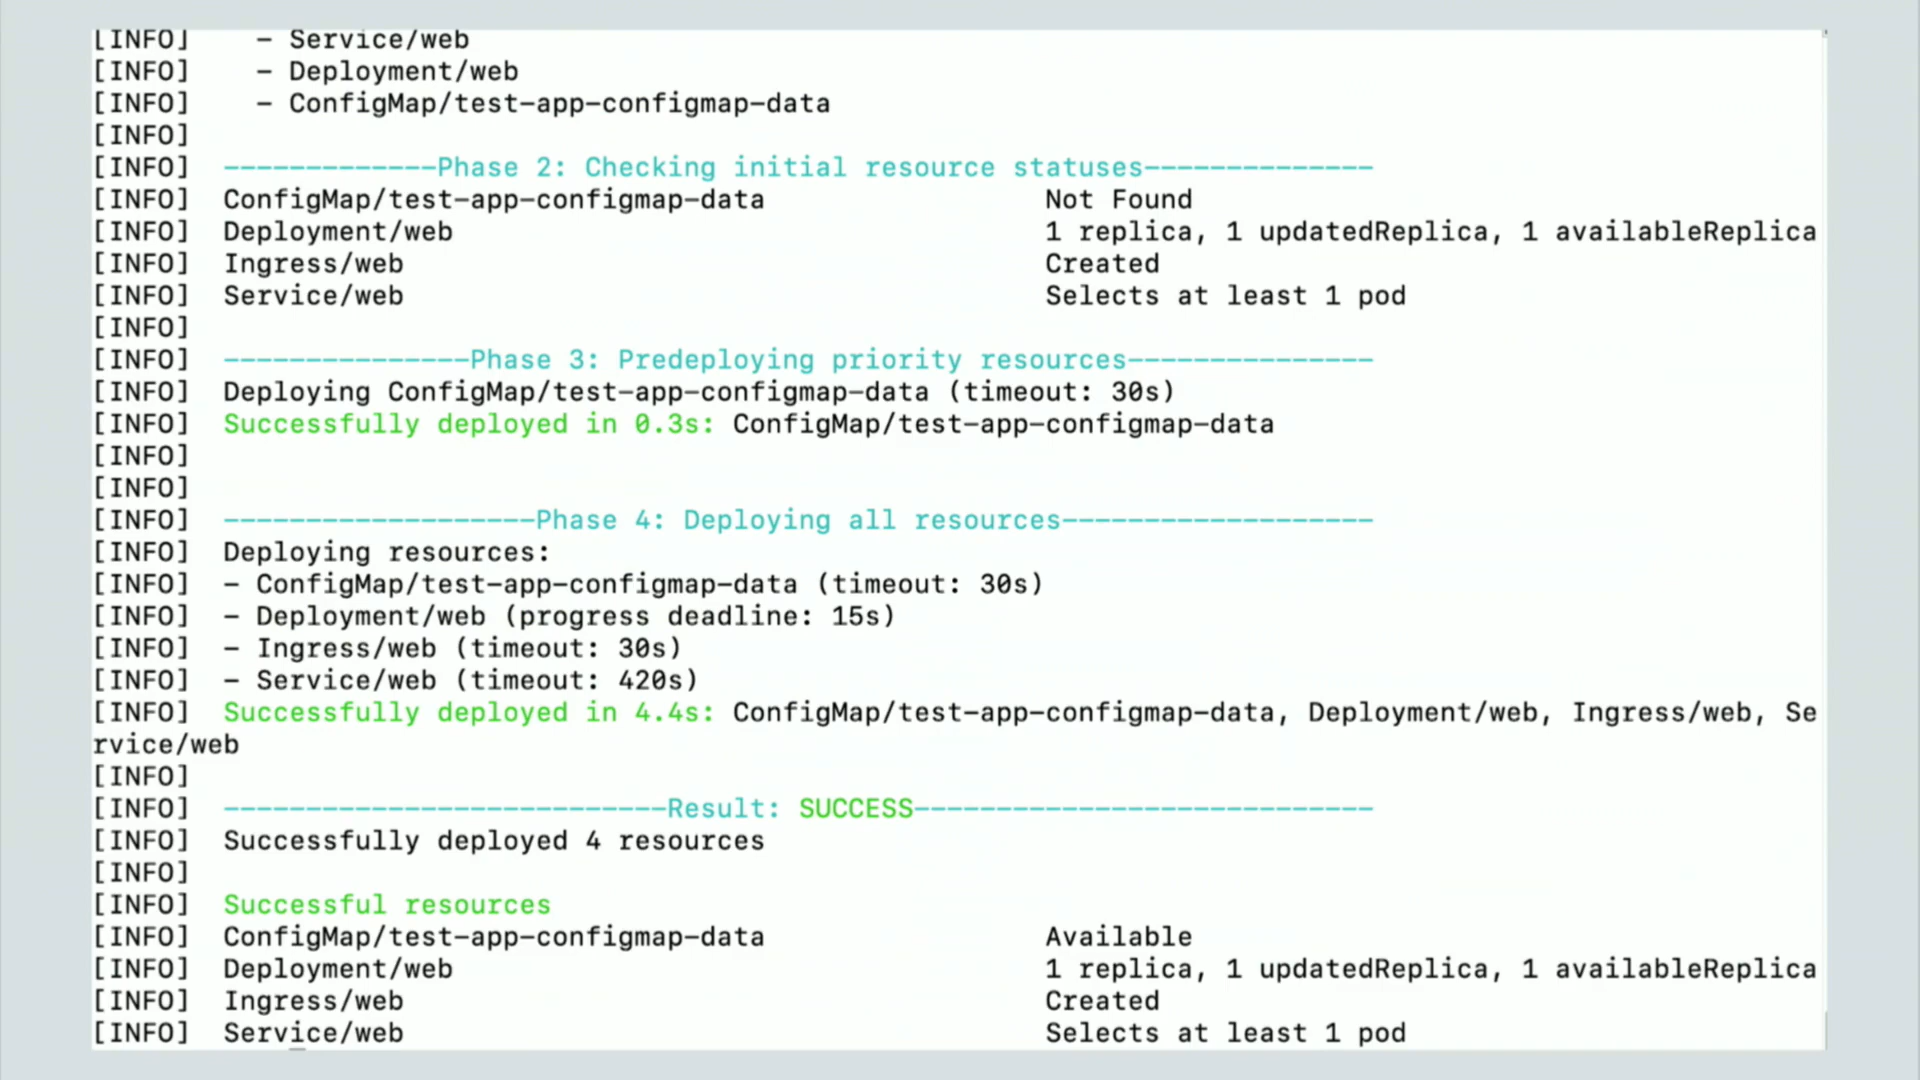 [INFO]    - Service/web
[INFO]    - Deployment/web
[INFO]    - ConfigMap/test-app-configmap-data
[INFO]
[INFO]  -------------Phase 2: Checking initial resource statuses--------------
[INFO]  ConfigMap/test-app-configmap-data                 Not Found
[INFO]  Deployment/web                                    1 replica, 1 updatedReplica, 1 availableReplica
[INFO]  Ingress/web                                       Created
[INFO]  Service/web                                       Selects at least 1 pod
[INFO]
[INFO]  ---------------Phase 3: Predeploying priority resources---------------
[INFO]  Deploying ConfigMap/test-app-configmap-data (timeout: 30s)
[INFO]  Successfully deployed in 0.3s: ConfigMap/test-app-configmap-data
[INFO]
[INFO]
[INFO]  -------------------Phase 4: Deploying all resources-------------------
[INFO]  Deploying resources:
[INFO]  - ConfigMap/test-app-configmap-data (timeout: 30s)
[INFO]  - Deployment/web (progress deadline: 15s)
[INFO]  - Ingress/web (timeout: 30s)
[INFO]  - Service/web (timeout: 420s)
[INFO]  Successfully deployed in 4.4s: ConfigMap/test-app-configmap-data, Deployment/web, Ingress/web, Se
rvice/web
[INFO]
[INFO]  ---------------------------Result: SUCCESS----------------------------
[INFO]  Successfully deployed 4 resources
[INFO]
[INFO]  Successful resources
[INFO]  ConfigMap/test-app-configmap-data                 Available
[INFO]  Deployment/web                                    1 replica, 1 updatedReplica, 1 availableReplica
[INFO]  Ingress/web                                       Created
[INFO]  Service/web                                       Selects at least 1 pod